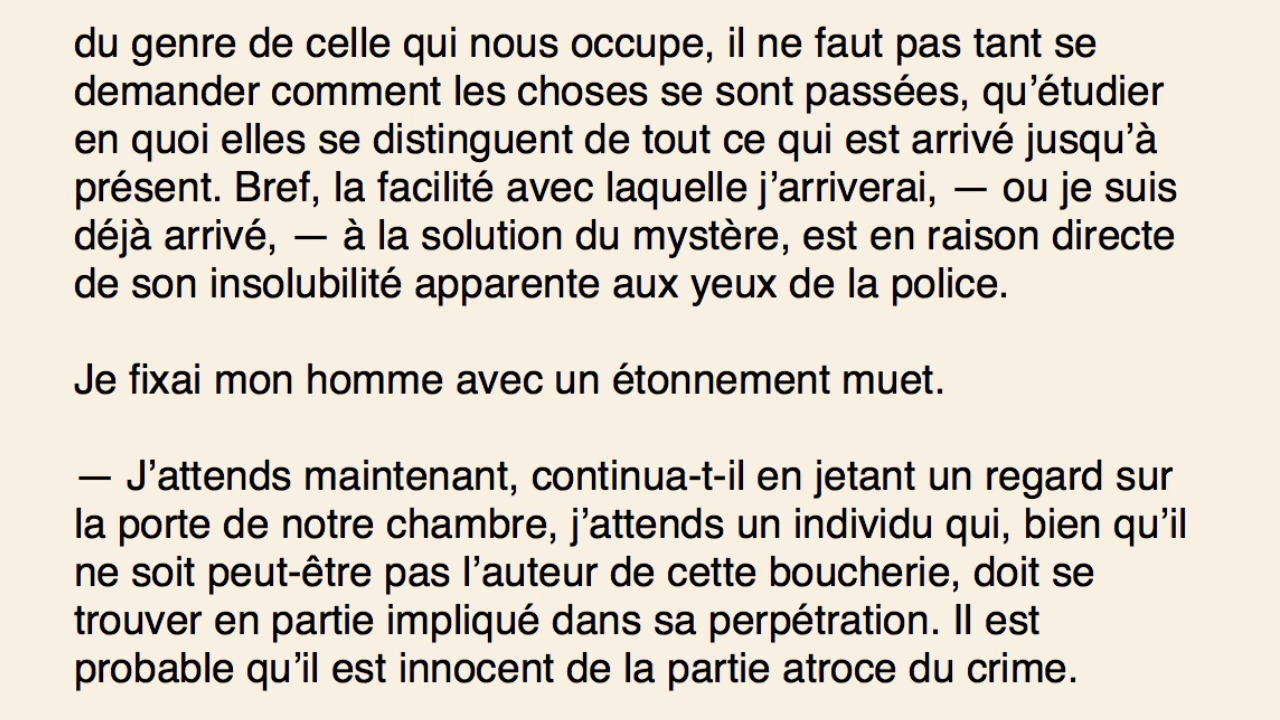 du genre de celle qui nous occupe, il ne faut pas tant se
demander comment les choses se sont passées, qu’étudier
en quoi elles se distinguent de tout ce qui est arrivé jusqu’à
présent. Bref, la facilité avec laquelle j’arriverai, — ou je suis
déjà arrivé, — à la solution du mystère, est en raison directe
de son insolubilité apparente aux yeux de la police.
Je fixai mon homme avec un étonnement muet.
— J’attends maintenant, continua-t-il en jetant un regard sur
la porte de notre chambre, j’attends un individu qui, bien qu’il
ne soit peut-être pas l’auteur de cette boucherie, doit se
trouver en partie impliqué dans sa perpétration. Il est
probable qu’il est innocent de la partie atroce du crime.